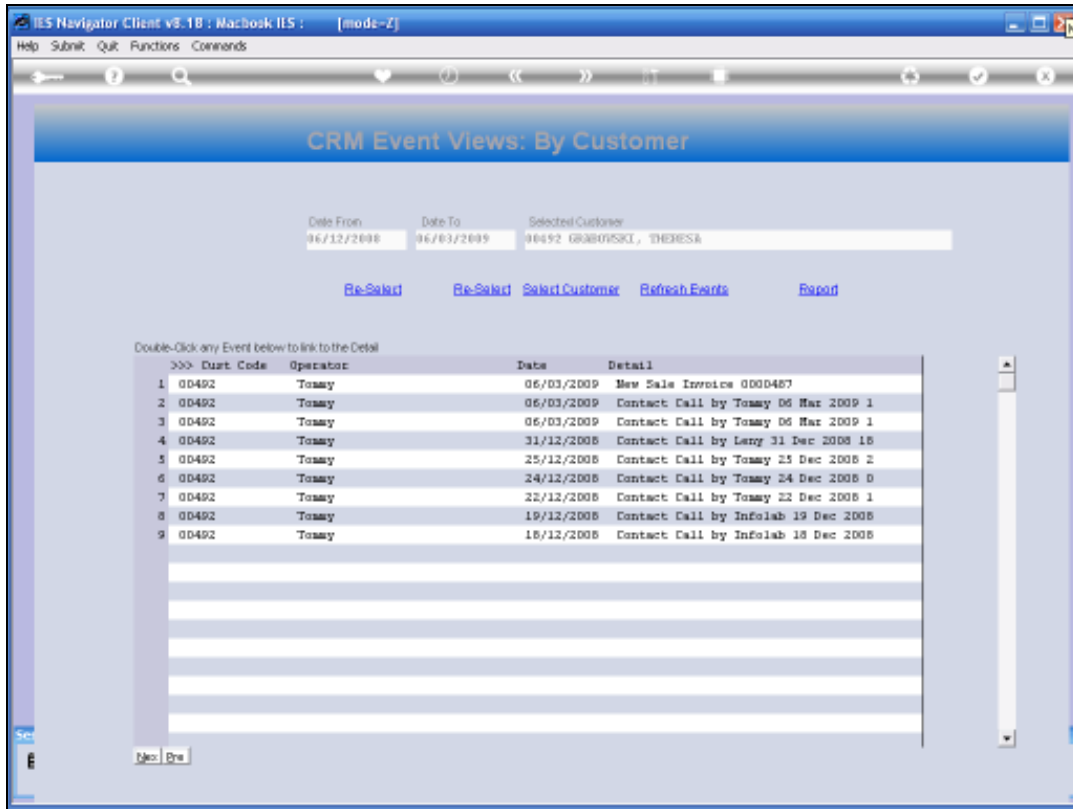 IES Navigator Client v8.1B : Macbook IES : [mode=Z]
Help Submit Quit Functions Commands
CRM Event Views: By Customer
Date From Date To Selected Customer
06/12/2008 06/03/2009 00492 GRABOWSKI, THERESA
Re-Select Re-Select Select Customer Refresh Events Report
Double-Click any Event below to link to the Detail
>>> Cust Code Operator Date Detail
1 00492 Tommy 06/03/2009 New Sale Invoice 0000487
2 00492 Tommy 06/03/2009 Contact Call by Tommy 06 Mar 2009 1
3 00492 Tommy 06/03/2009 Contact Call by Tommy 06 Mar 2009 1
4 00492 Tommy 31/12/2008 Contact Call by Leny 31 Dec 2008 18
5 00492 Tommy 25/12/2008 Contact Call by Tommy 25 Dec 2008 2
6 00492 Tommy 24/12/2008 Contact Call by Tommy 24 Dec 2008 0
7 00492 Tommy 22/12/2008 Contact Call by Tommy 22 Dec 2008 1
8 00492 Tommy 19/12/2008 Contact Call by Infolab 19 Dec 2008
9 00492 Tommy 18/12/2008 Contact Call by Infolab 18 Dec 2008
Nex Pre